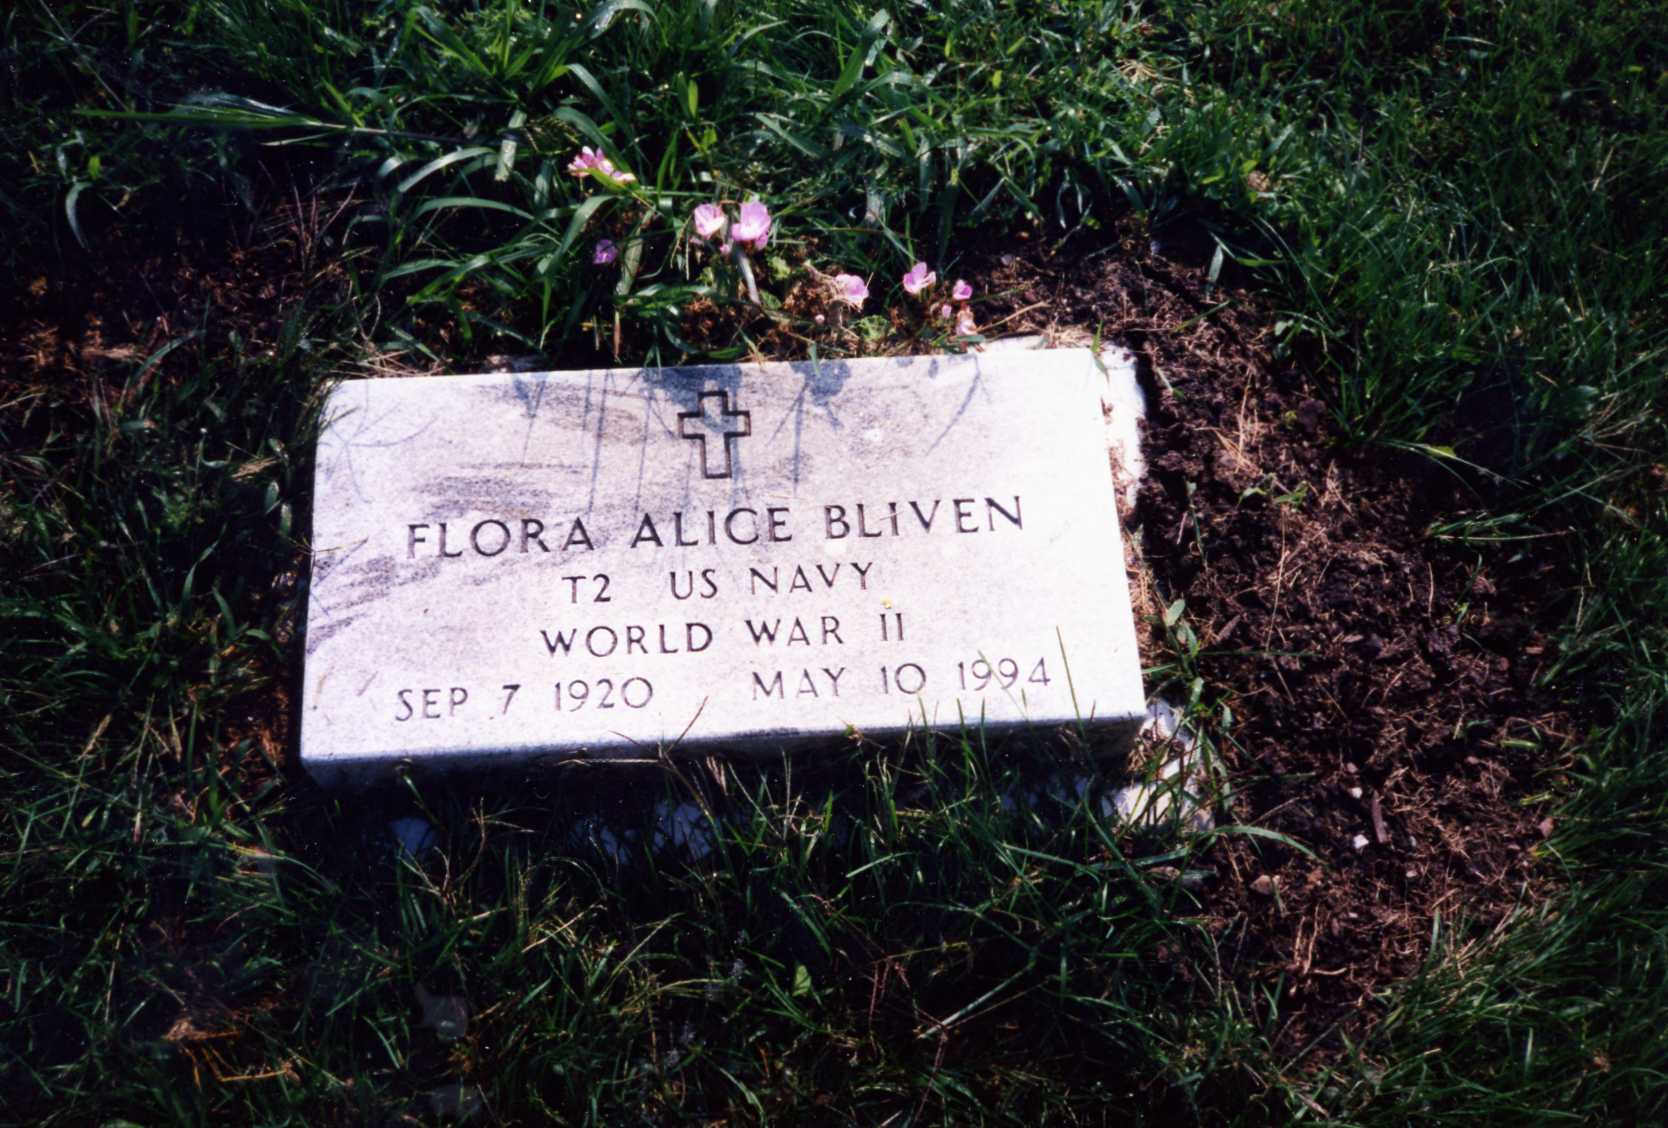 FLORA ALICE BLIVEN
T2 US NAVY
WORLD WAR II
SEP 7 1920 MAY 10 1994